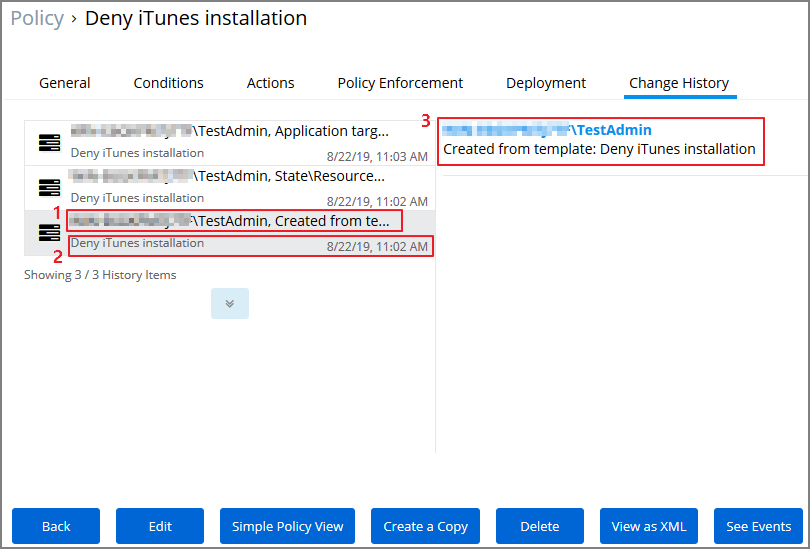 Policy › Deny iTunes installation
General Conditions Actions Policy Enforcement Deployment Change History
\TestAdmin, Application targ...
Deny iTunes installation 8/22/19, 11:03 AM
\TestAdmin, State\Resource...
Deny iTunes installation 8/22/19, 11:02 AM
1 \TestAdmin, Created from te...
2 Deny iTunes installation 8/22/19, 11:02 AM
Showing 3 / 3 History Items
3 \TestAdmin
Created from template: Deny iTunes installation
Back Edit Simple Policy View Create a Copy Delete View as XML See Events